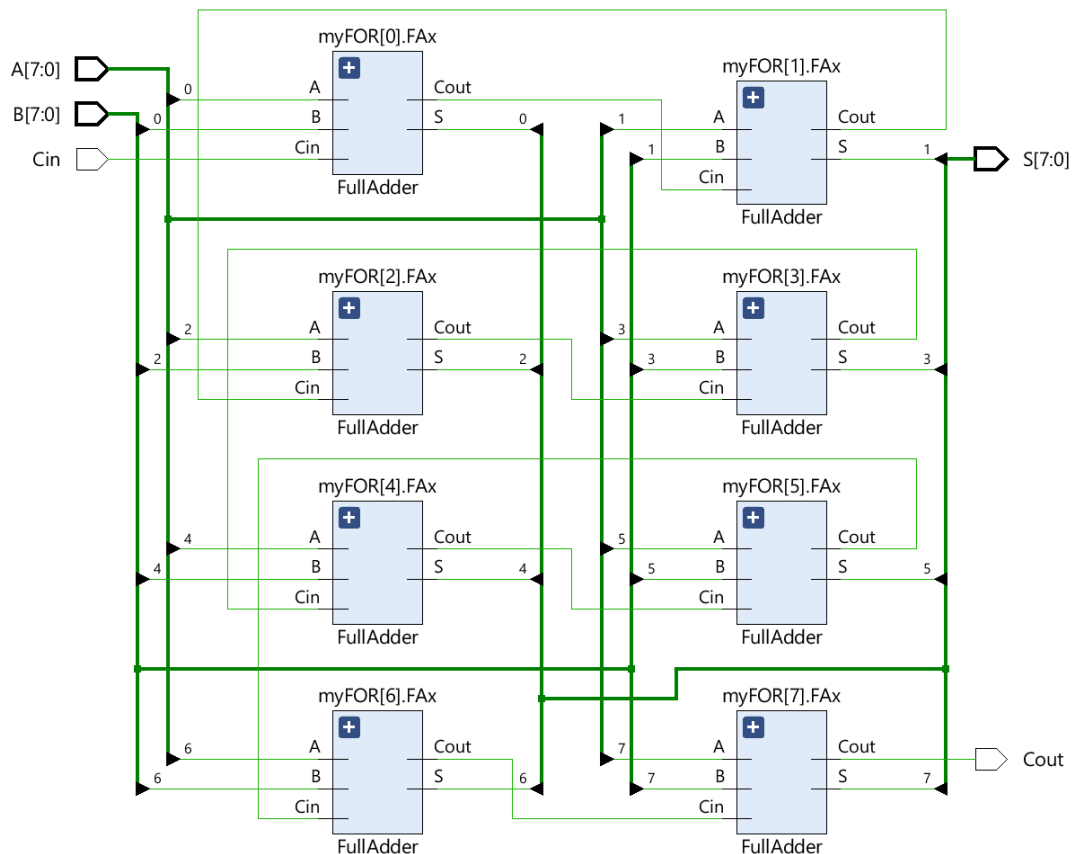 myFOR[0].FAx
A[7:0]
0
A
Cout
B[7:0]
0
B
S
0
Cin
Cin
FullAdder
myFOR[1].FAx
1
A
Cout
1
B
S
1
S[7:0]
Cin
FullAdder
myFOR[2].FAx
2
A
Cout
2
B
S
2
Cin
FullAdder
myFOR[3].FAx
3
A
Cout
3
B
S
3
Cin
FullAdder
myFOR[4].FAx
4
A
Cout
4
B
S
4
Cin
FullAdder
myFOR[5].FAx
5
A
Cout
5
B
S
5
Cin
FullAdder
myFOR[6].FAx
6
A
Cout
6
B
S
6
Cin
FullAdder
myFOR[7].FAx
7
A
Cout
Cout
7
B
S
7
Cin
FullAdder